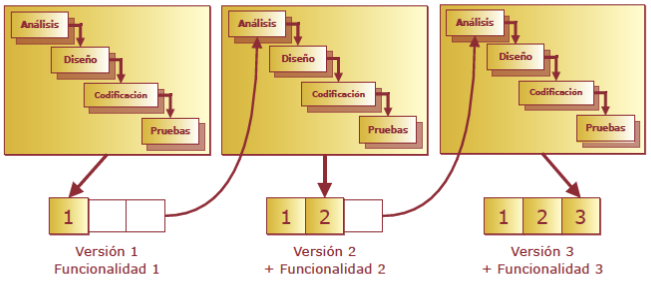 Análisis
Diseño
Codificación
Pruebas
Análisis
Diseño
Codificación
Pruebas
Análisis
Diseño
Codificación
Pruebas
1
1 2
1 2 3
Versión 1
Funcionalidad 1
Versión 2
+ Funcionalidad 2
Versión 3
+ Funcionalidad 3